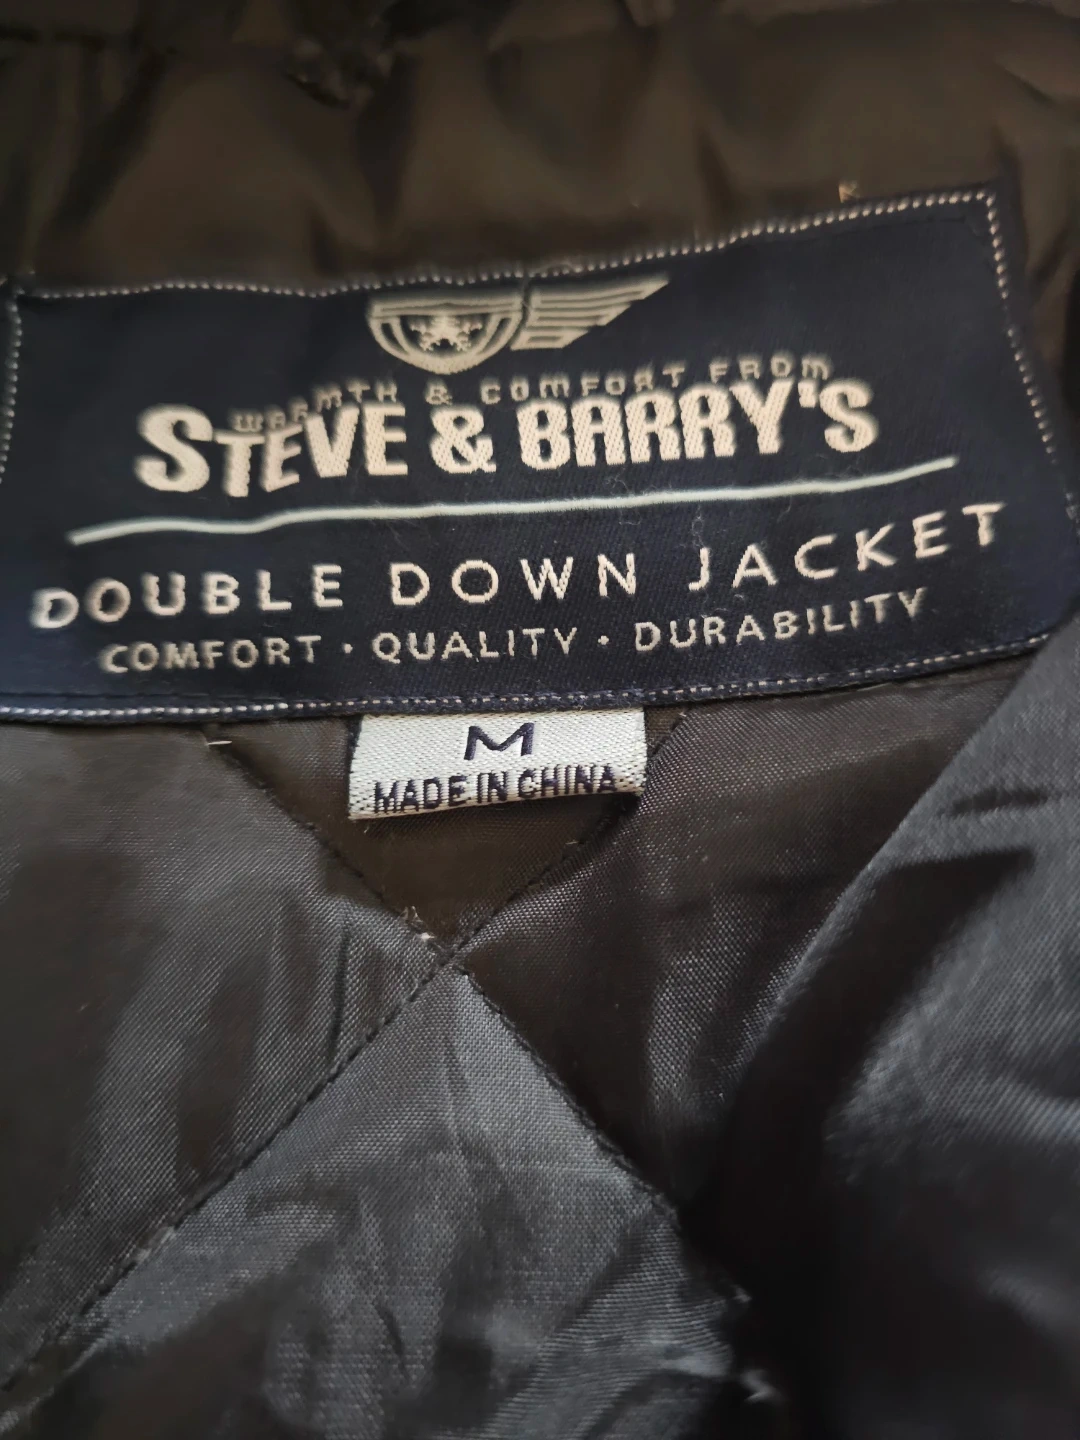 WARMTH & COMFORT FROM
STEVE & BARRY'S
DOUBLE DOWN JACKET
COMFORT · QUALITY · DURABILITY
M
MADE IN CHINA